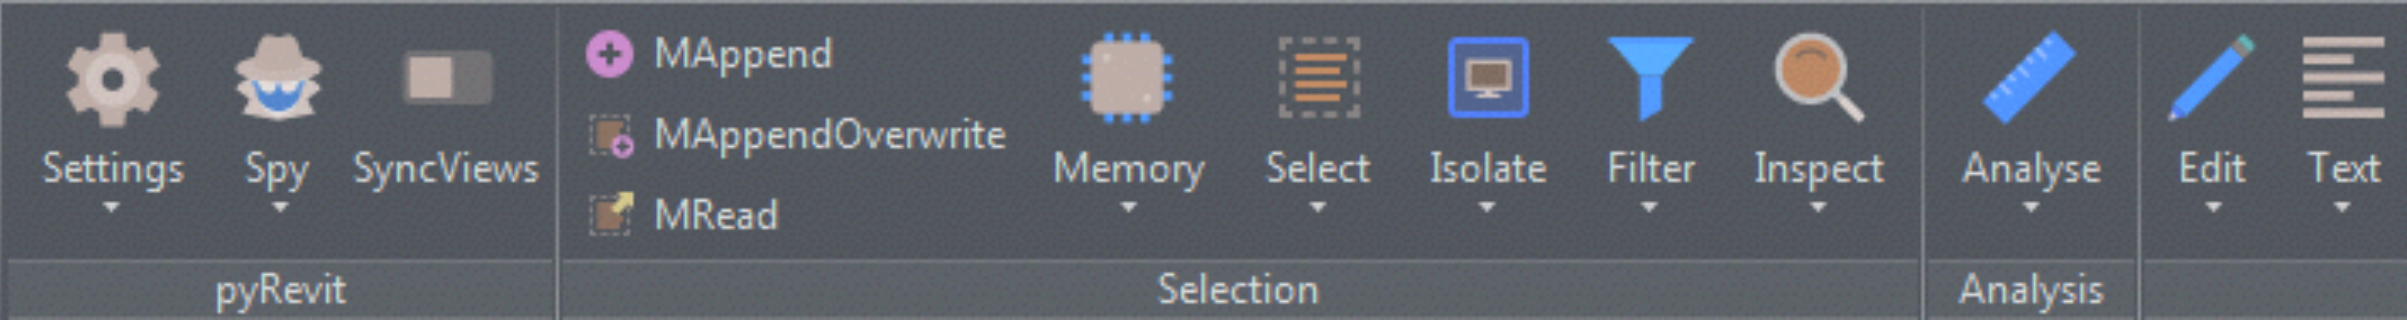 Settings
Spy
SyncViews
pyRevit
MAppend
MAppendOverwrite
MRead
Memory
Select
Isolate
Filter
Inspect
Selection
Analyse
Analysis
Edit
Text